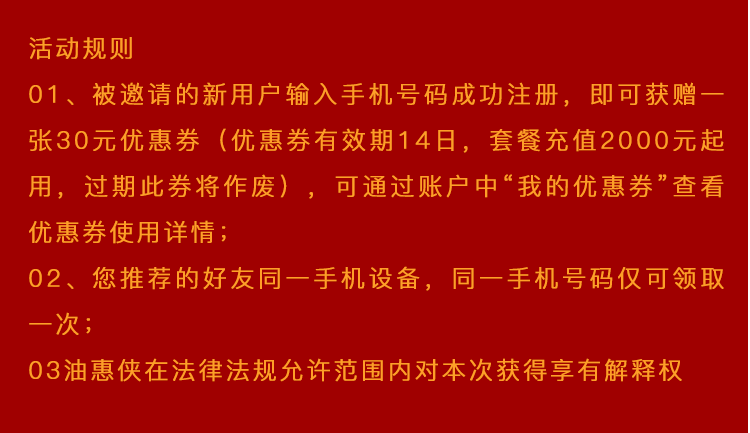 活动规则
01、被邀请的新用户输入手机号码成功注册，即可获赠一
张30元优惠券（优惠券有效期14日，套餐充值2000元起
用，过期此券将作废），可通过账户中“我的优惠券”查看
优惠券使用详情；
02、您推荐的好友同一手机设备，同一手机号码仅可领取
一次；
03油惠侠在法律法规允许范围内对本次获得享有解释权